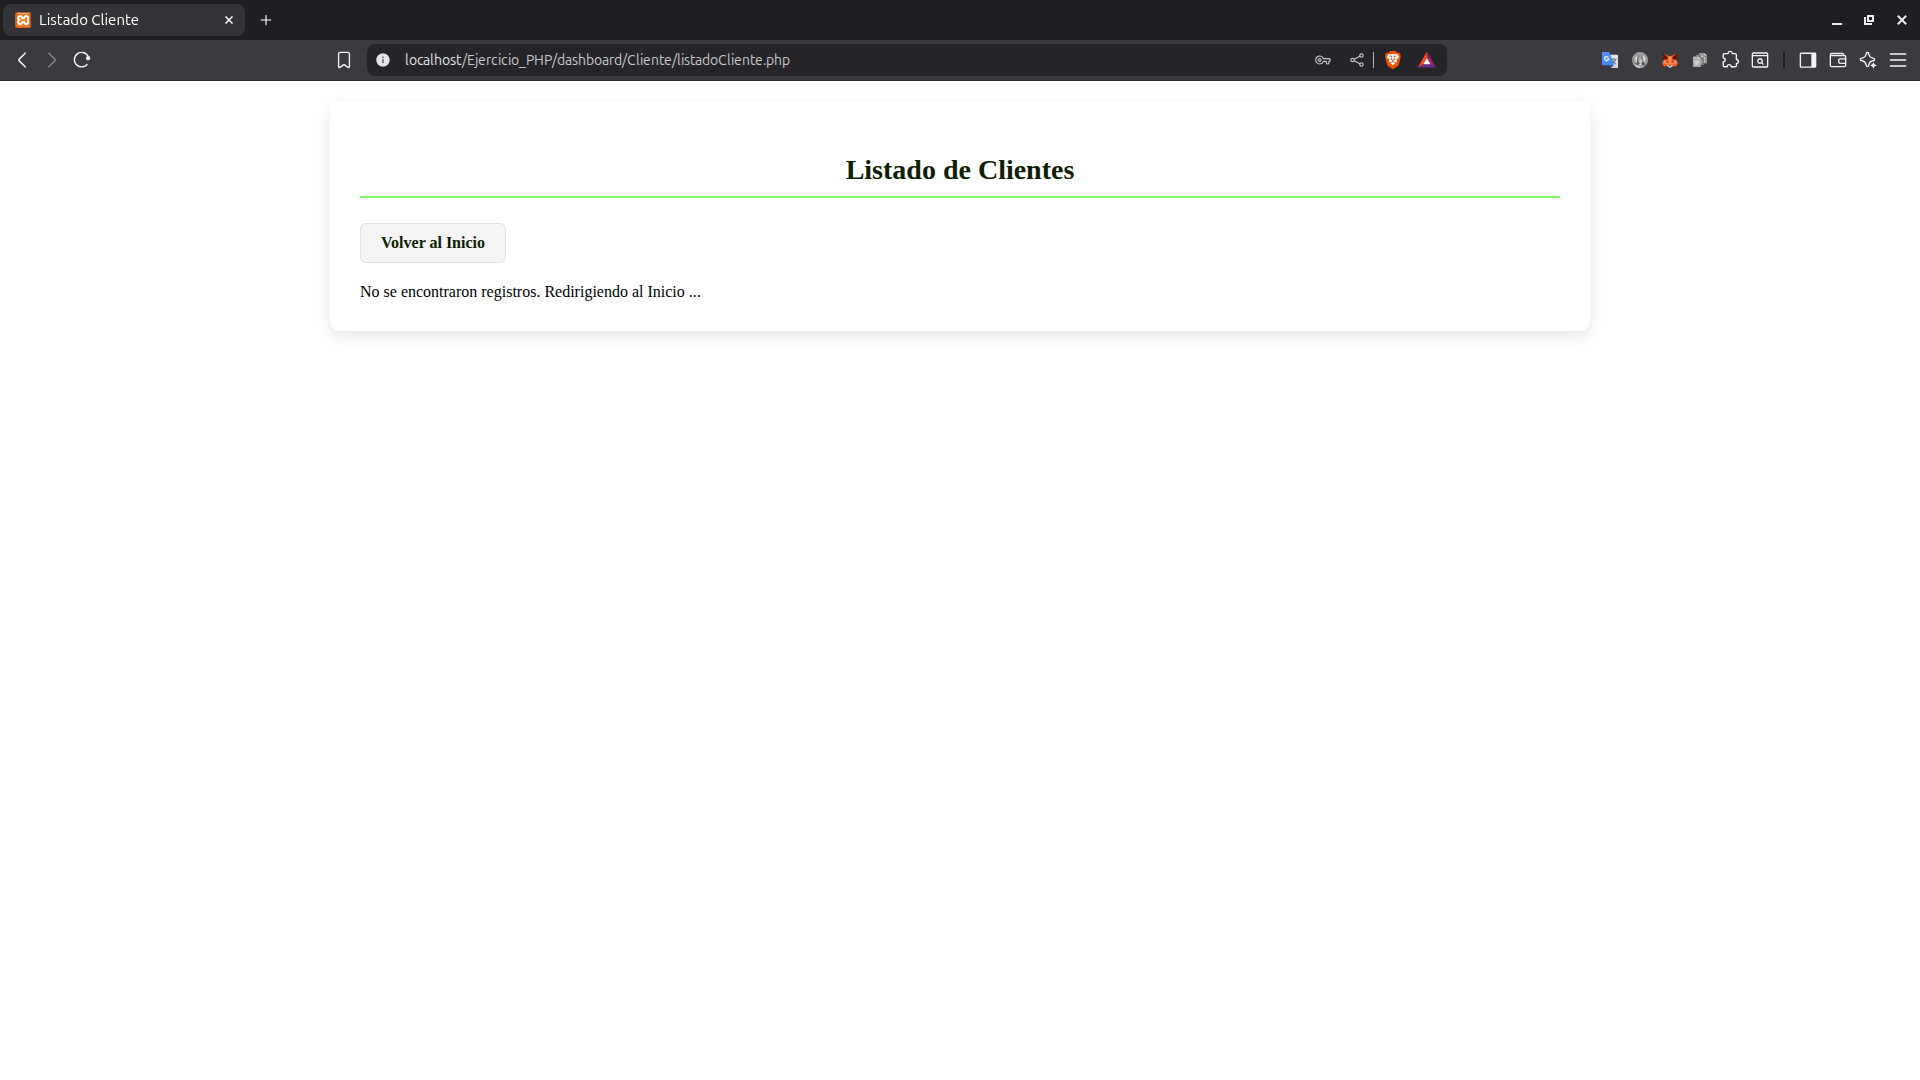 Listado Cliente
localhost/Ejercicio_PHP/dashboard/Cliente/listadoCliente.php
Listado de Clientes
Volver al Inicio
No se encontraron registros. Redirigiendo al Inicio ...